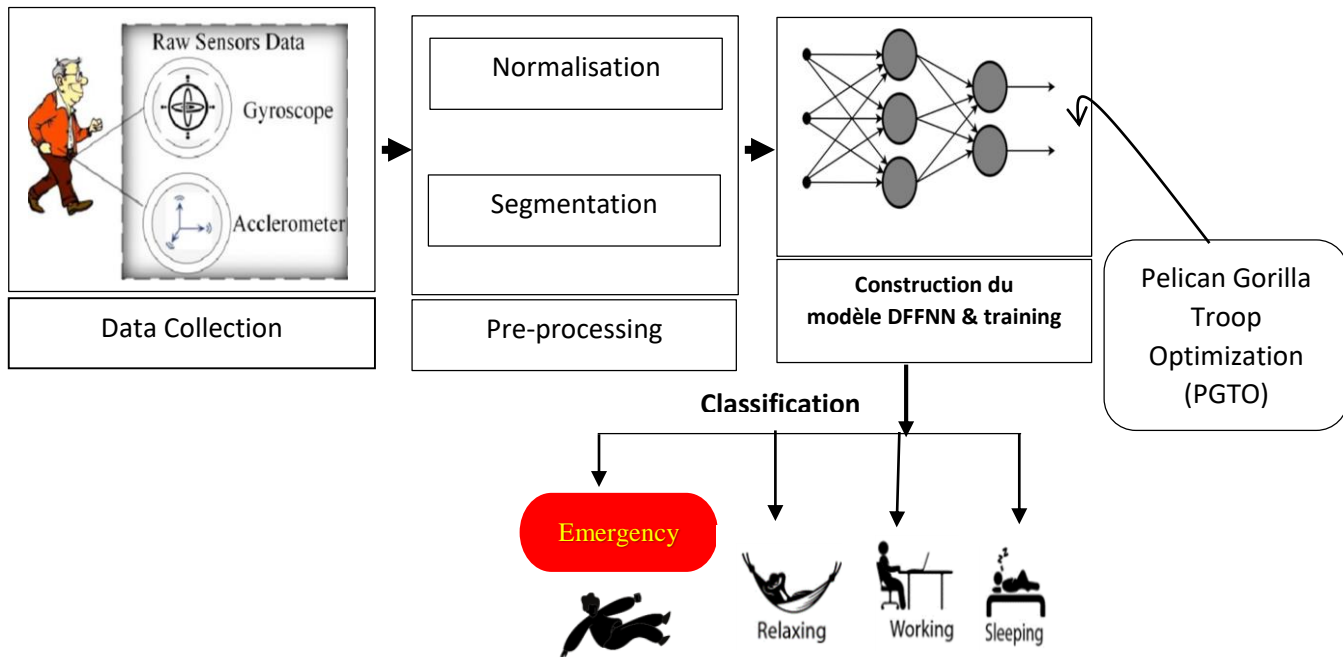 Raw Sensors Data
Gyroscope
Acclerometer
Data Collection
Normalisation
Segmentation
Pre-processing
Construction du
modèle DFFNN & training
Pelican Gorilla
Troop
Optimization
(PGTO)
Classification
Emergency
Relaxing
Working
Sleeping
zz